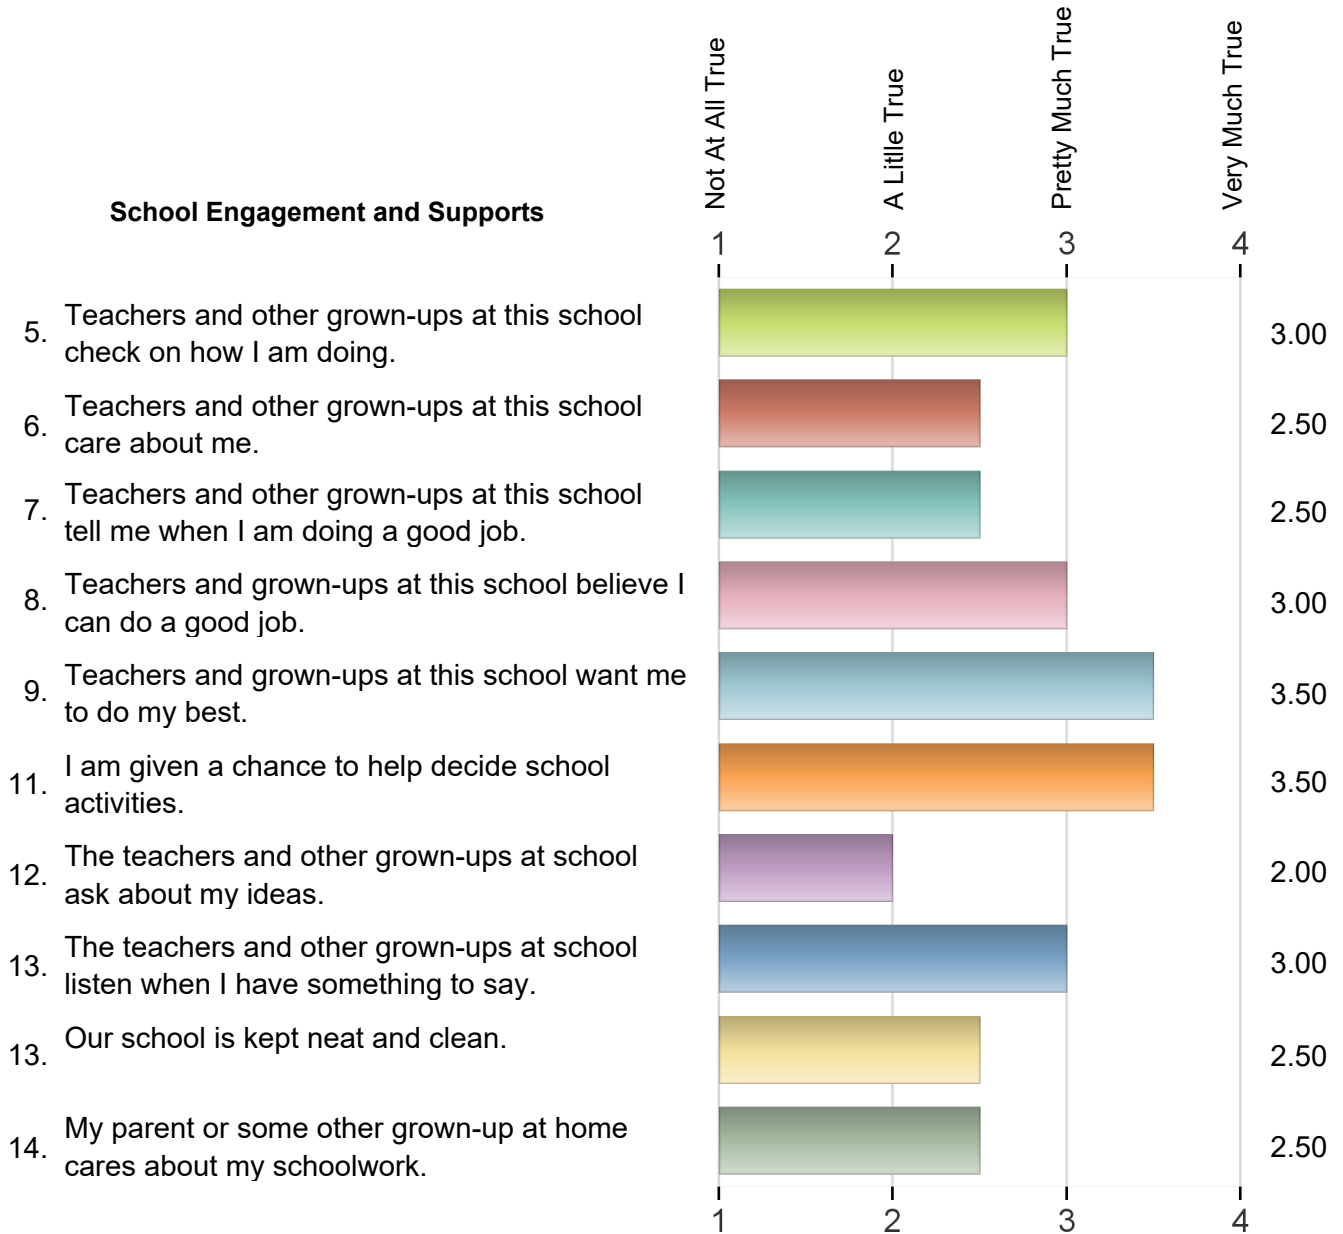 Not At All True
A Litlle True
Pretty Much True
Very Much True
School Engagement and Supports
1 2 3 4
5. Teachers and other grown-ups at this school
check on how I am doing.
3.00
6. Teachers and other grown-ups at this school
care about me.
2.50
7. Teachers and other grown-ups at this school
tell me when I am doing a good job.
2.50
8. Teachers and grown-ups at this school believe I
can do a good job.
3.00
9. Teachers and grown-ups at this school want me
to do my best.
3.50
11. I am given a chance to help decide school
activities.
3.50
12. The teachers and other grown-ups at school
ask about my ideas.
2.00
13. The teachers and other grown-ups at school
listen when I have something to say.
3.00
13. Our school is kept neat and clean.
2.50
14. My parent or some other grown-up at home
cares about my schoolwork.
2.50
1 2 3 4